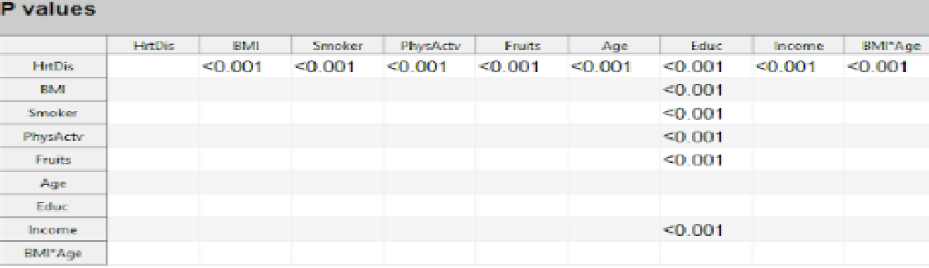 P values
HrtDis BMI Smoker PhysActv Fruits Age Educ Income BMI*Age
HrtDis <0.001 <0.001 <0.001 <0.001 <0.001 <0.001 <0.001 <0.001
BMI <0.001
Smoker <0.001
PhysActv <0.001
Fruits <0.001
Age
Educ
Income <0.001
BMI*Age